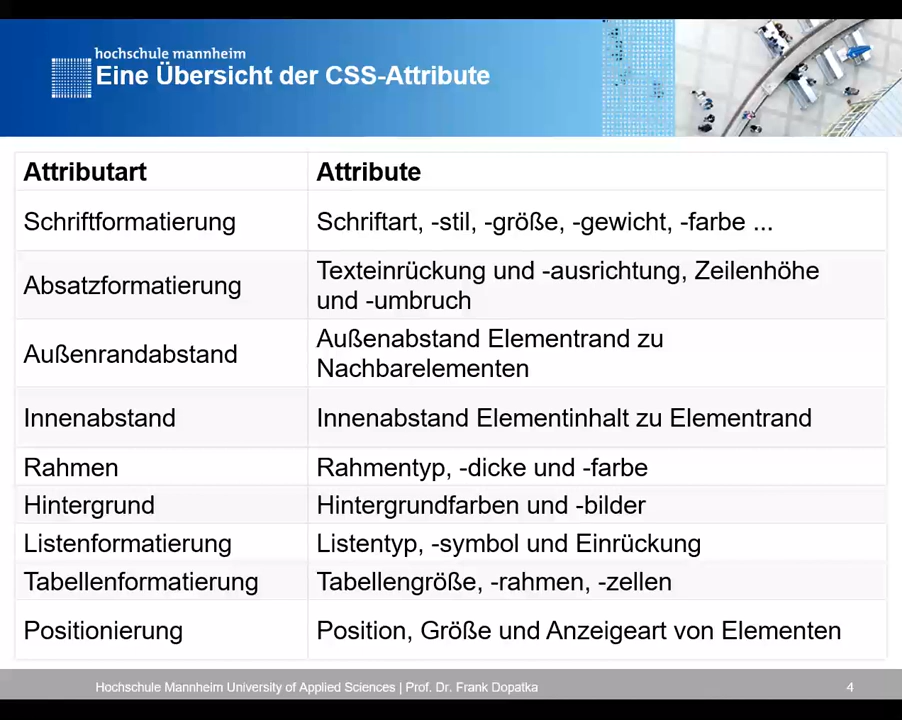 hochschule mannheim
Eine Übersicht der CSS-Attribute
Attributart
Attribute
Schriftformatierung
Schriftart, -stil, -größe, -gewicht, -farbe ...
Absatzformatierung
Texteinrückung und -ausrichtung, Zeilenhöhe
und -umbruch
Außenrandabstand
Außenabstand Elementrand zu
Nachbarelementen
Innenabstand
Innenabstand Elementinhalt zu Elementrand
Rahmen
Rahmentyp, -dicke und -farbe
Hintergrund
Hintergrundfarben und -bilder
Listenformatierung
Listentyp, -symbol und Einrückung
Tabellenformatierung
Tabellengröße, -rahmen, -zellen
Positionierung
Position, Größe und Anzeigeart von Elementen
Hochschule Mannheim University of Applied Sciences | Prof. Dr. Frank Dopatka
4